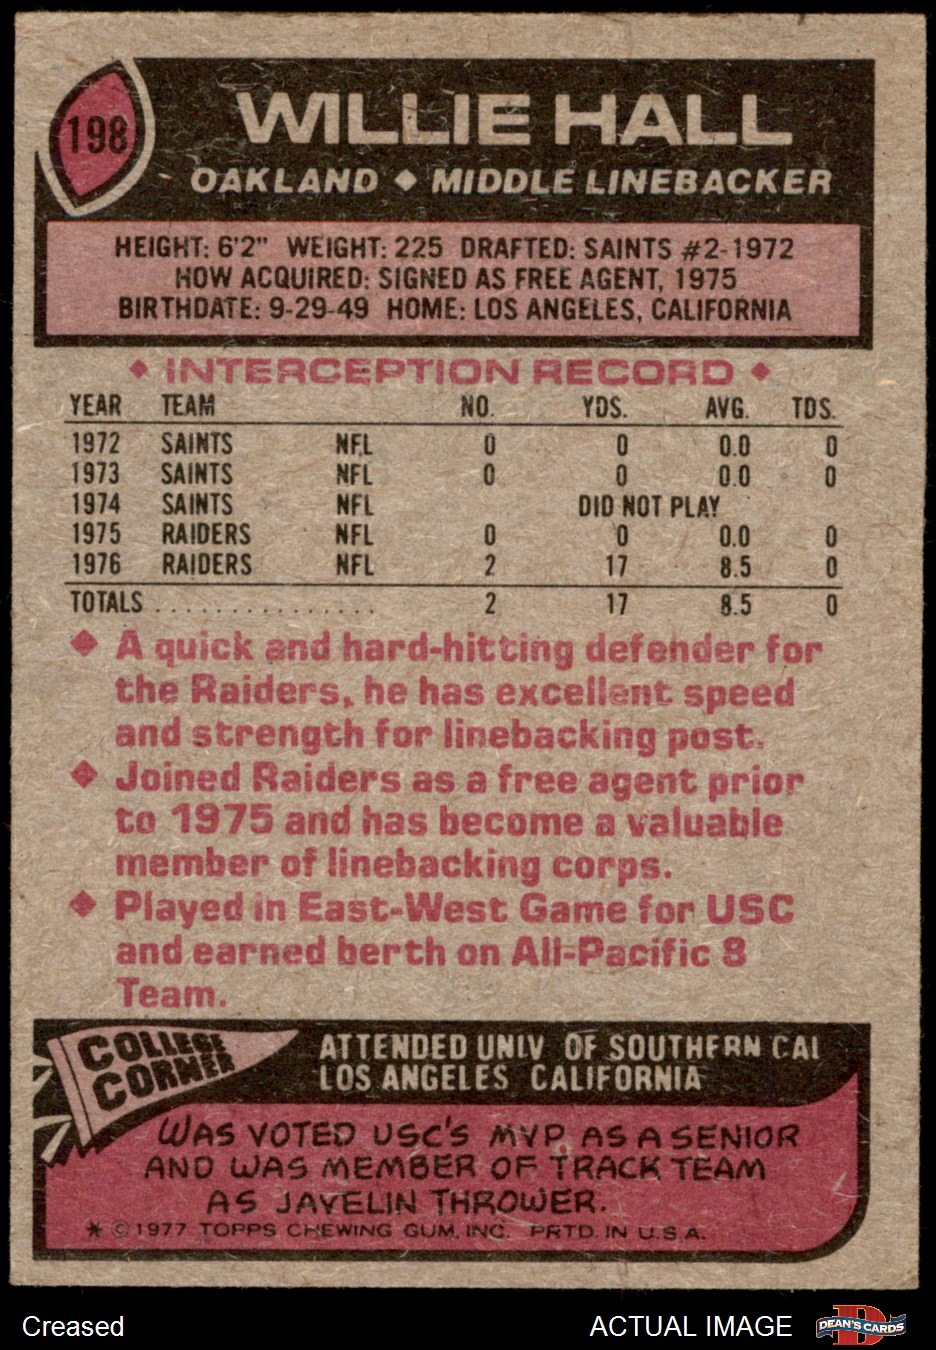 198
WILLIE HALL
OAKLAND ◆ MIDDLE LINEBACKER
HEIGHT: 6'2" WEIGHT: 225 DRAFTED: SAINTS #2-1972
HOW ACQUIRED: SIGNED AS FREE AGENT, 1975
BIRTHDATE: 9-29-49 HOME: LOS ANGELES, CALIFORNIA
◆ INTERCEPTION RECORD ◆
YEAR TEAM NO. YDS. AVG. TDS.
1972 SAINTS NFL 0 0 0.0 0
1973 SAINTS NFL 0 0 0.0 0
1974 SAINTS NFL DID NOT PLAY
1975 RAIDERS NFL 0 0 0.0 0
1976 RAIDERS NFL 2 17 8.5 0
TOTALS . . . . . . . . . . . . . . . 2 17 8.5 0
◆ A quick and hard-hitting defender for
the Raiders, he has excellent speed
and strength for linebacking post.
◆ Joined Raiders as a free agent prior
to 1975 and has become a valuable
member of linebacking corps.
◆ Played in East-West Game for USC
and earned berth on All-Pacific 8
Team.
COLLEGE
CORNER
ATTENDED UNIV. OF SOUTHERN CAL
LOS ANGELES CALIFORNIA
WAS VOTED USC'S MVP AS A SENIOR
AND WAS MEMBER OF TRACK TEAM
AS JAVELIN THROWER.
* © 1977 TOPPS CHEWING GUM, INC. PRTD. IN U.S.A.
Creased
ACTUAL IMAGE
DEAN'S CARDS